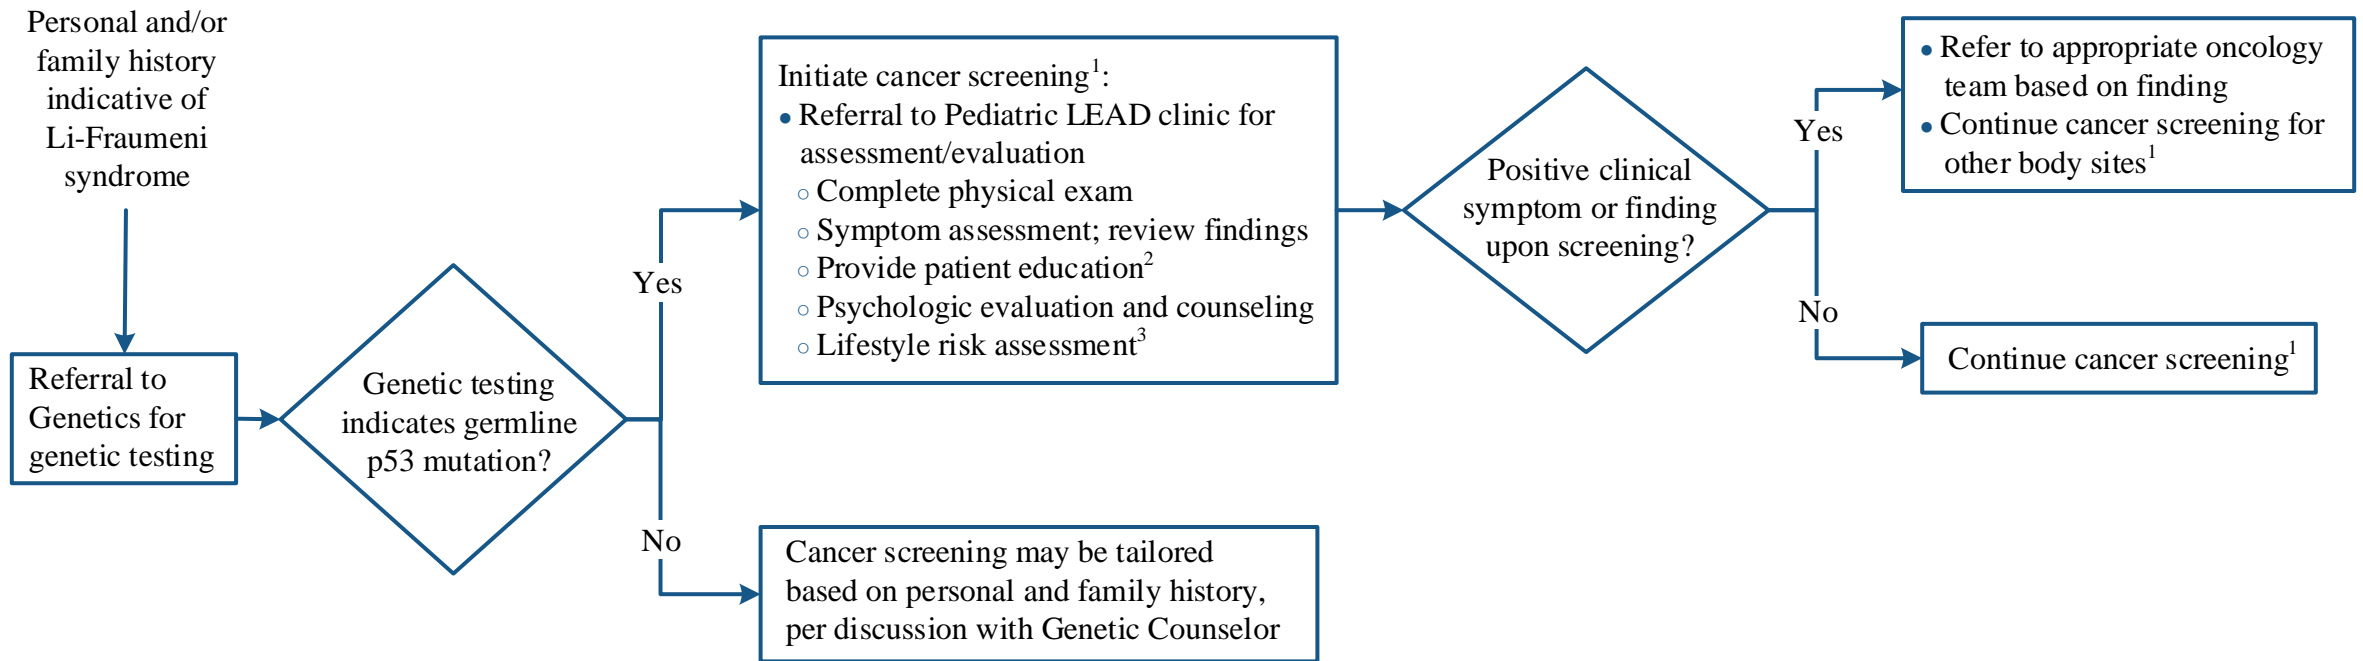 Personal and/or
family history
indicative of
Li-Fraumeni
syndrome
Referral to
Genetics for
genetic testing
Genetic testing
indicates germline
p53 mutation?
Yes
No
Initiate cancer screening¹:
• Referral to Pediatric LEAD clinic for
assessment/evaluation
○ Complete physical exam
○ Symptom assessment; review findings
○ Provide patient education²
○ Psychologic evaluation and counseling
○ Lifestyle risk assessment³
Cancer screening may be tailored
based on personal and family history,
per discussion with Genetic Counselor
Positive clinical
symptom or finding
upon screening?
Yes
No
• Refer to appropriate oncology
team based on finding
• Continue cancer screening for
other body sites¹
Continue cancer screening¹